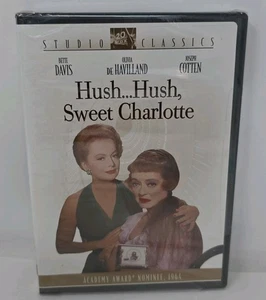 STUDIO CLASSICS
BETTE DAVIS
OLIVIA DE HAVILLAND
JOSEPH COTTEN
Hush...Hush,
Sweet Charlotte
ACADEMY AWARD® NOMINEE, 1964